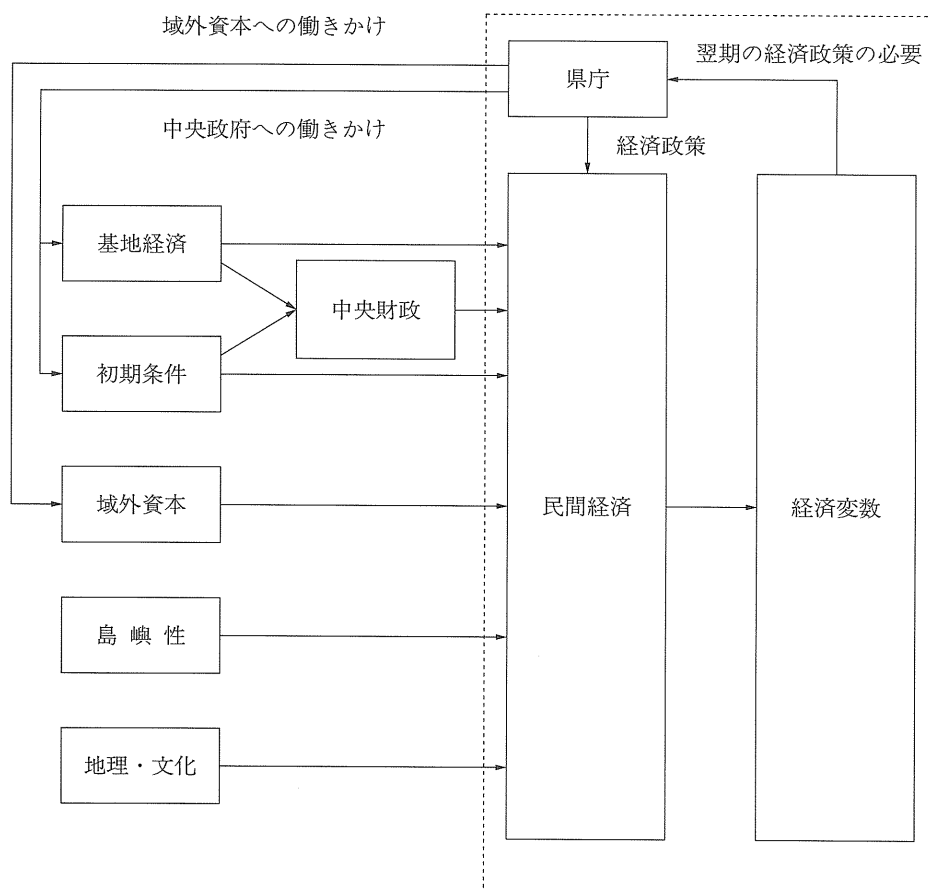 域外資本への働きかけ
県庁
翌期の経済政策の必要
中央政府への働きかけ
経済政策
基地経済
中央財政
初期条件
域外資本
民間経済
経済変数
島嶼性
地理・文化